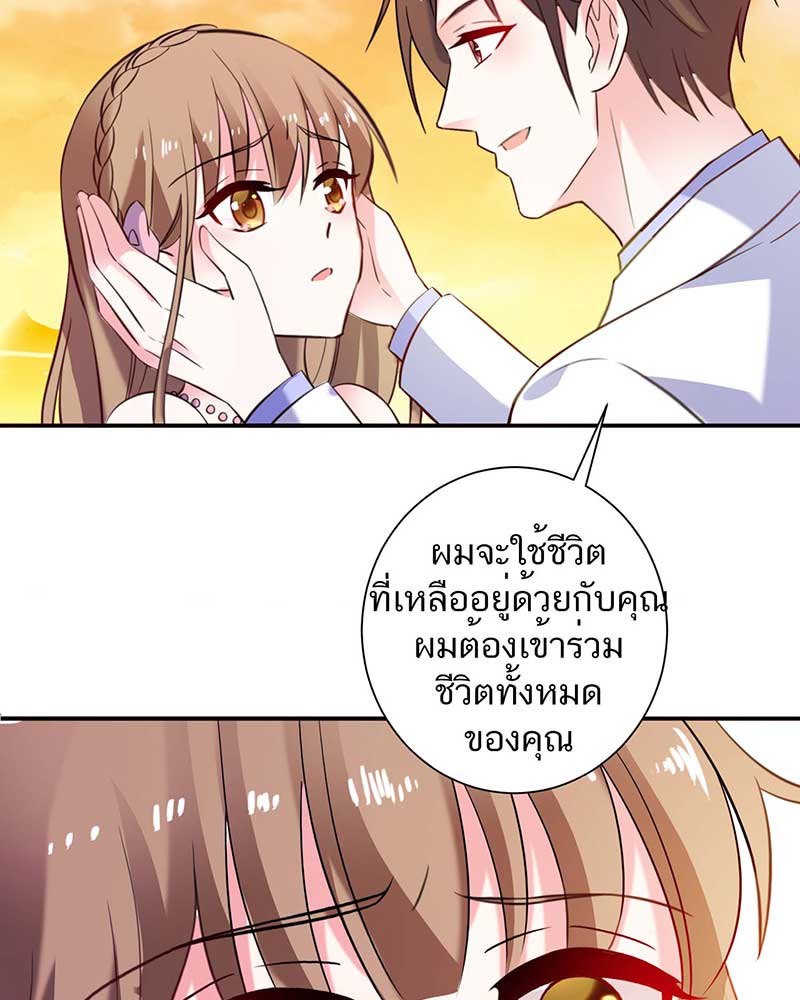 ผมจะใช้ชีวิต
ที่เหลืออยู่ด้วยกับคุณ
ผมต้องเข้าร่วม
ชีวิตทั้งหมด
ของคุณ